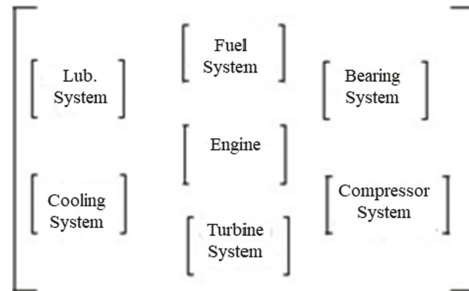 Fuel
System
Lub.
System
Bearing
System
Engine
Cooling
System
Compressor
System
Turbine
System